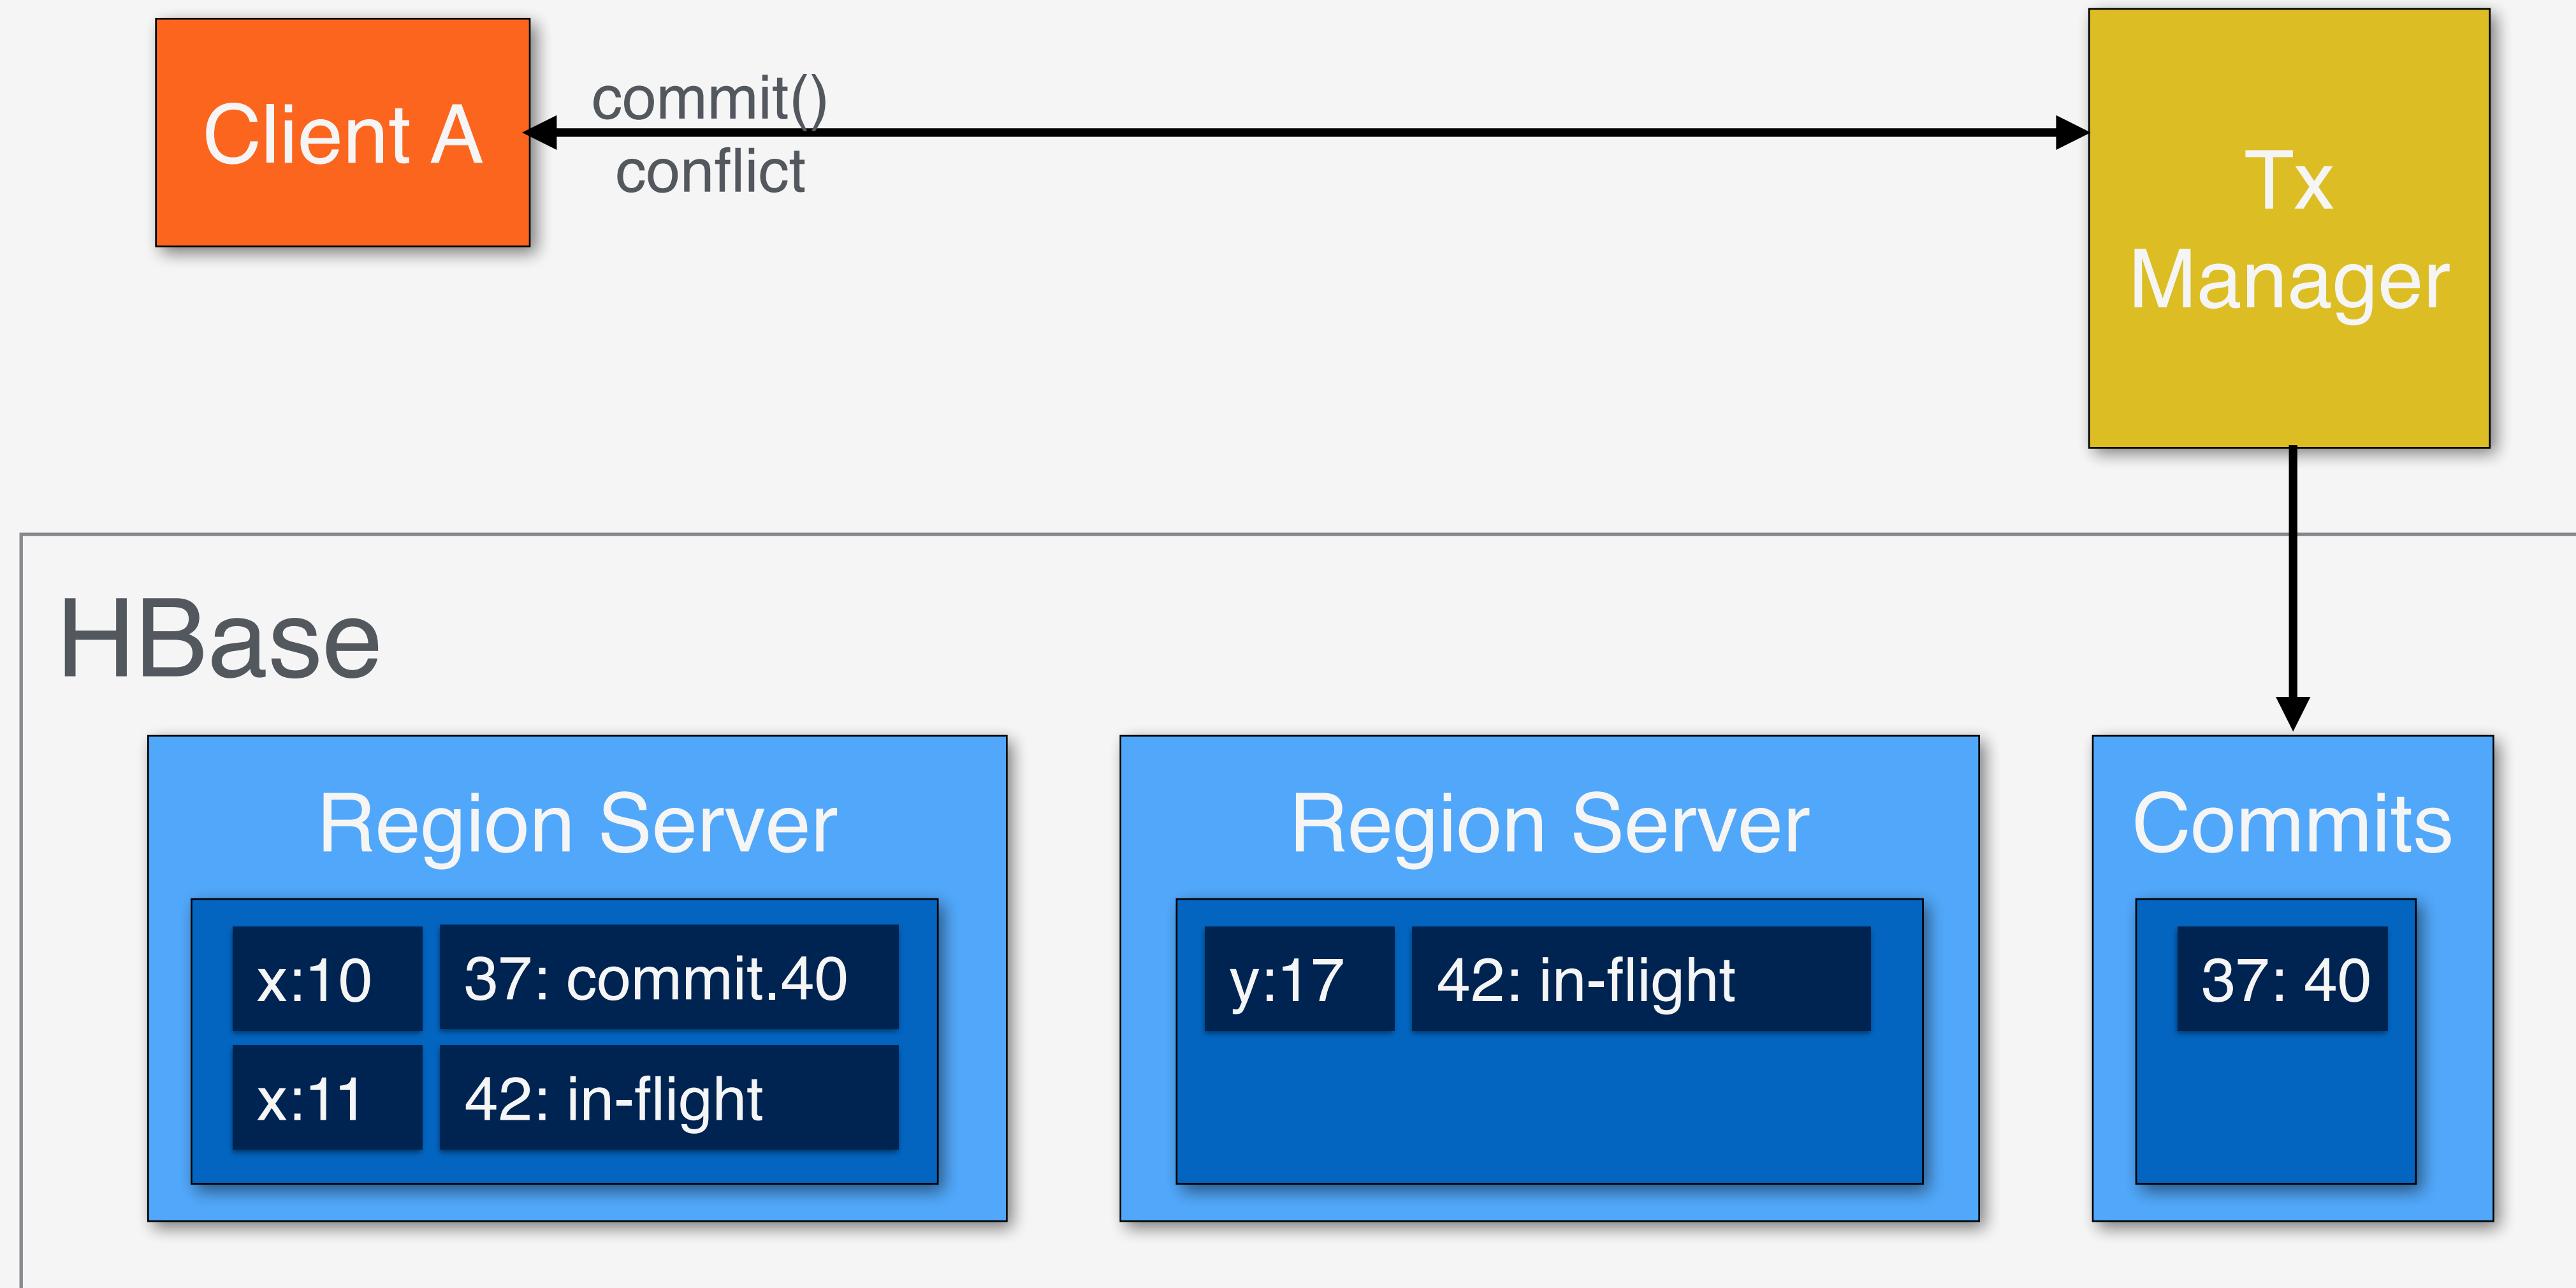 Client A
commit()
conflict
Tx
Manager
HBase
Region Server
x:10
37: commit.40
x:11
42: in-flight
Region Server
y:17
42: in-flight
Commits
37: 40